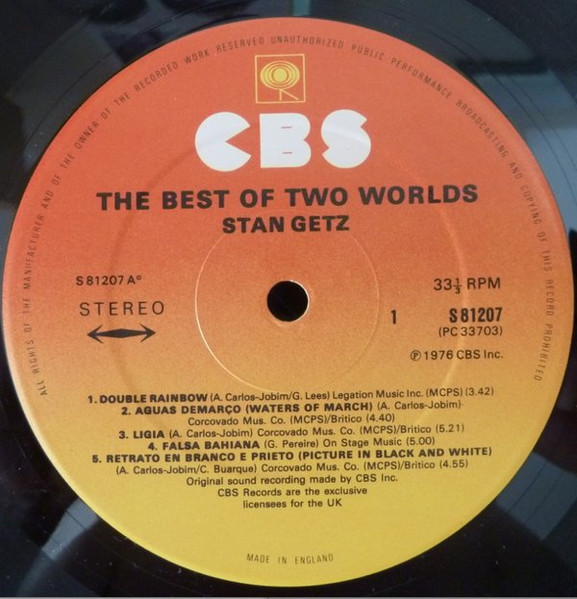 ALL RIGHTS OF THE MANUFACTURER AND OF THE OWNER OF THE RECORDED WORK RESERVED UNAUTHORIZED PUBLIC PERFORMANCE BROADCASTING AND COPYING OF THIS RECORD PROHIBITED
CBS
THE BEST OF TWO WORLDS
STAN GETZ
S 81207 A°
33⅓ RPM
STEREO
1
S 81207
(PC 33703)
℗ 1976 CBS Inc.
1. DOUBLE RAINBOW (A. Carlos-Jobim/G. Lees) Legation Music Inc. (MCPS) (3.42)
2. AGUAS DEMARÇO (WATERS OF MARCH) (A. Carlos-Jobim)
Corcovado Mus. Co. (MCPS)/Britico (4.40)
3. LIGIA (A. Carlos-Jobim) Corcovado Mus. Co. (MCPS)/Britico (5.21)
4. FALSA BAHIANA (G. Pereire) On Stage Music (5.00)
5. RETRATO EN BRANCO E PRIETO (PICTURE IN BLACK AND WHITE)
(A. Carlos-Jobim/C. Buarque) Corcovado Mus. Co. (MCPS)/Britico (4.55)
Original sound recording made by CBS Inc.
CBS Records are the exclusive
licensees for the UK
MADE IN ENGLAND